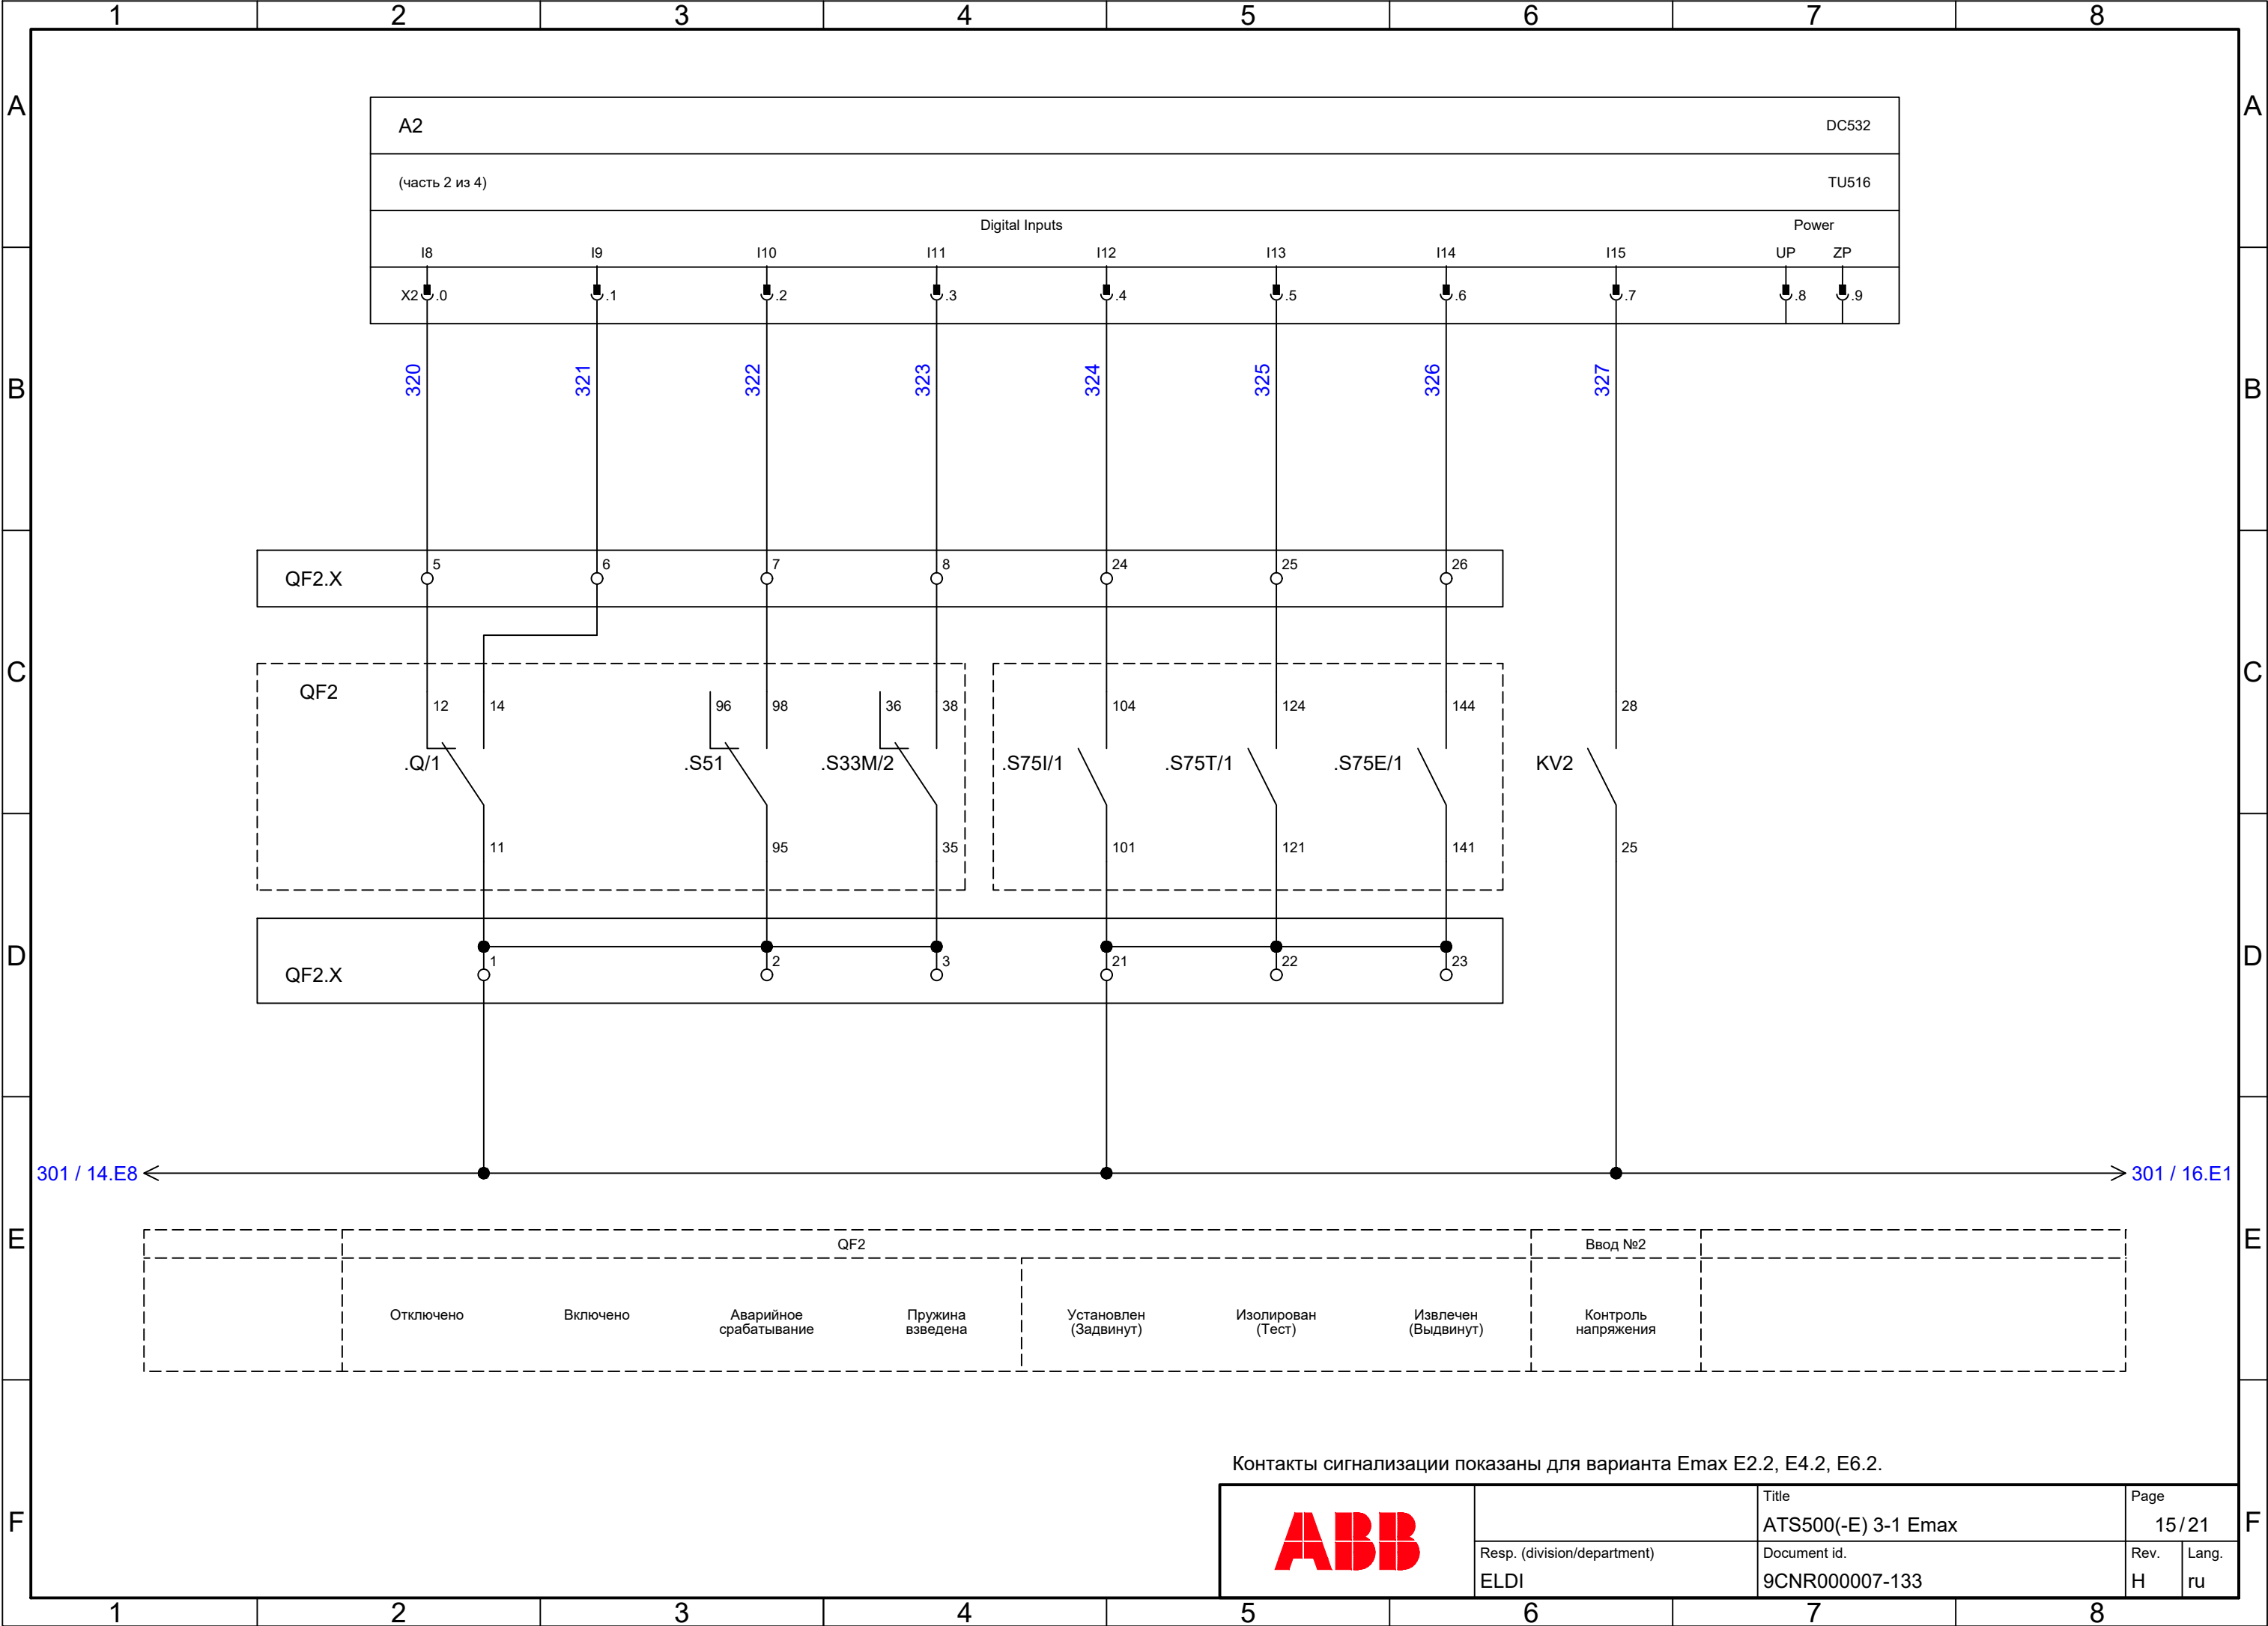 1 2 3 4 5 6 7 8
A A
A2 DC532
(часть 2 из 4) TU516
Digital Inputs Power
I8 I9 I10 I11 I12 I13 I14 I15 UP ZP
X2 .0 .1 .2 .3 .4 .5 .6 .7 .8 .9
B B
320 321 322 323 324 325 326 327
QF2.X 5 6 7 8 24 25 26
C C
QF2
12 14 96 98 36 38 104 124 144 28
.Q/1 .S51 .S33M/2 .S75I/1 .S75T/1 .S75E/1 KV2
11 95 35 101 121 141 25
D D
QF2.X 1 2 3 21 22 23
301 / 14.E8 301 / 16.E1
E E
QF2 Ввод №2
Отключено
Включено
Аварийное
срабатывание
Пружина
взведена
Установлен
(Задвинут)
Изолирован
(Тест)
Извлечен
(Выдвинут)
Контроль
напряжения
Контакты сигнализации показаны для варианта Emax E2.2, E4.2, E6.2.
F F
ABB
Title
ATS500(-E) 3-1 Emax
Page
15/21
Resp. (division/department)
ELDI
Document id.
9CNR000007-133
Rev.
H
Lang.
ru
1 2 3 4 5 6 7 8